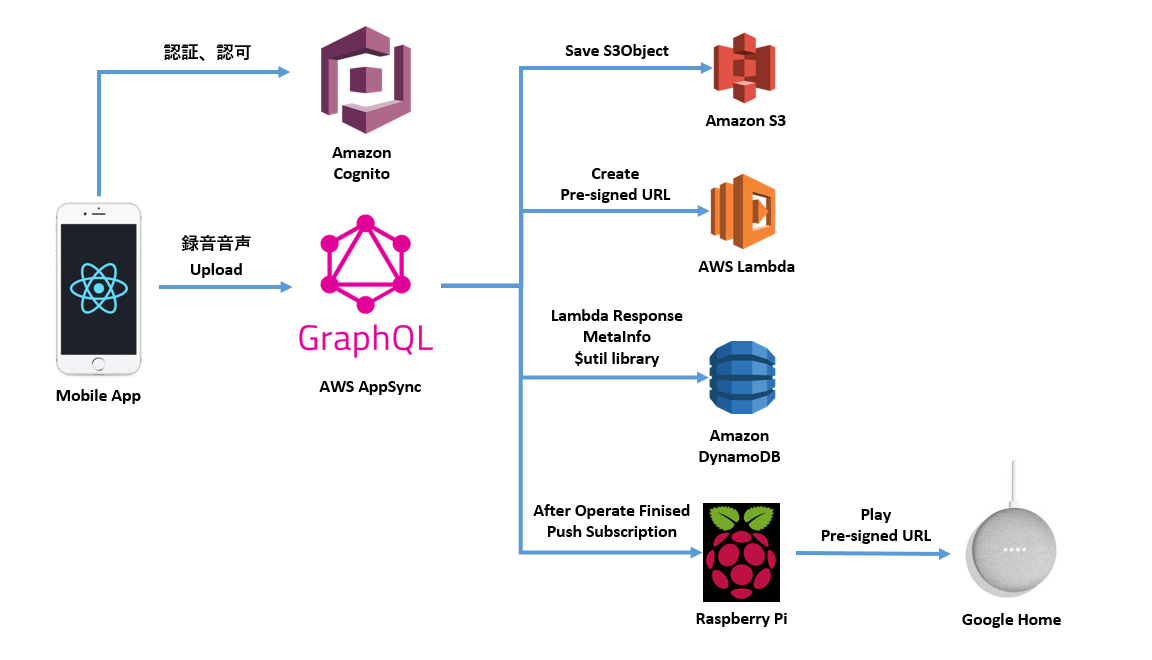 認証、認可
Amazon
Cognito
Mobile App
録音音声
Upload
GraphQL
AWS AppSync
Save S3Object
Amazon S3
Create
Pre-signed URL
AWS Lambda
Lambda Response
MetaInfo
$util library
Amazon
DynamoDB
After Operate Finised
Push Subscription
Raspberry Pi
Play
Pre-signed URL
Google Home